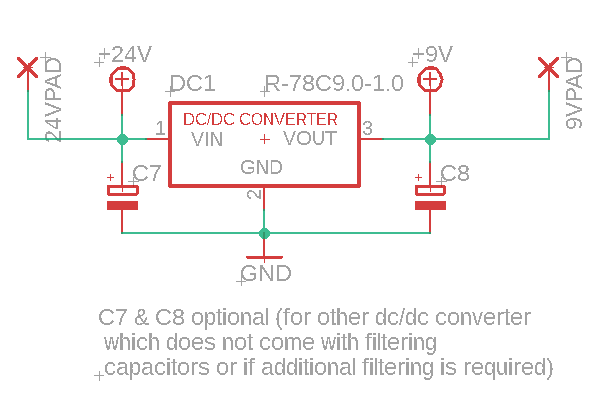 +24V
+9V
24VPAD
DC1
R-78C9.0-1.0
9VPAD
DC/DC CONVERTER
1
VIN
VOUT
3
GND
2
C7
C8
GND
C7 & C8 optional (for other dc/dc converter
which does not come with filtering
capacitors or if additional filtering is required)